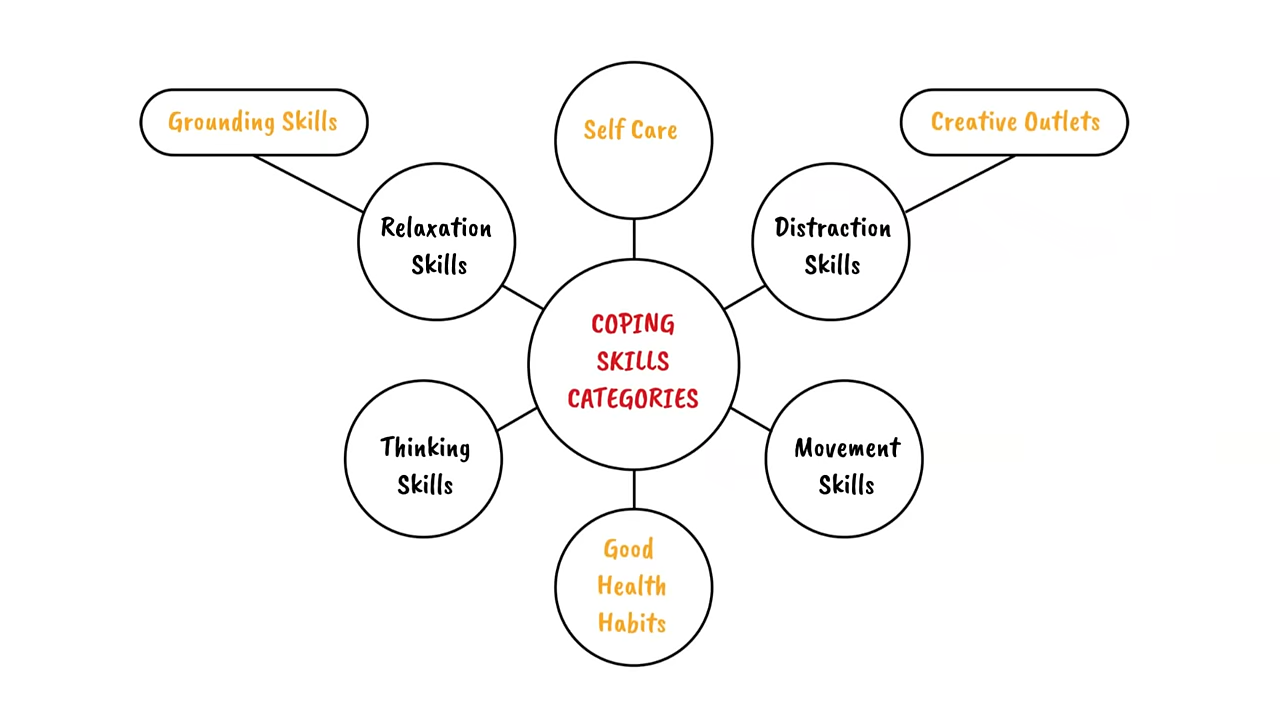 Grounding Skills
Self Care
Creative Outlets
Relaxation
Skills
Distraction
Skills
COPING
SKILLS
CATEGORIES
Thinking
Skills
Movement
Skills
Good
Health
Habits